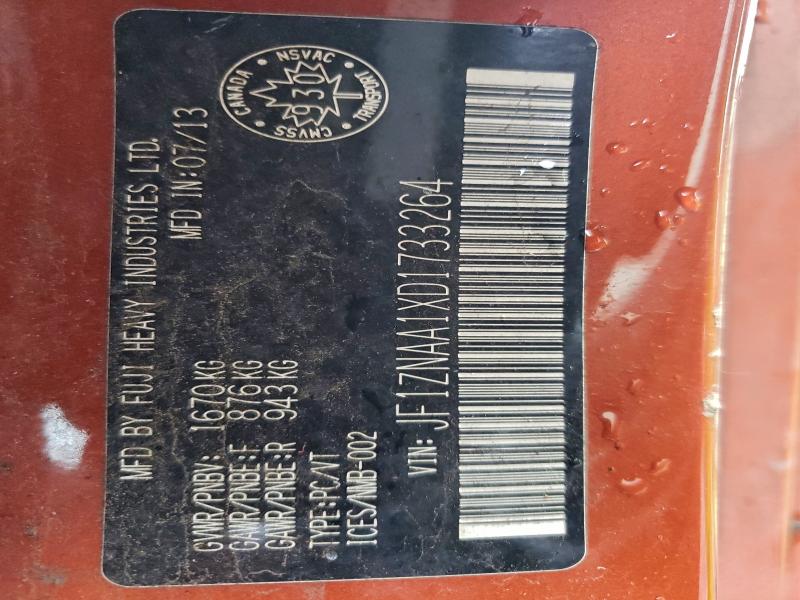 MFD BY FUJI HEAVY INDUSTRIES LTD.
MFD IN:07/13
CANADA • NSVAC • TRANSPORT • CMVSS •
930
GVWR/PNBV: 1670KG
GAWR/PNBE:F 876KG
GAWR/PNBE:R 943KG
TYPE:PC/VT
ICES/NMB-002
VIN: JF1ZNAA1XD1733264